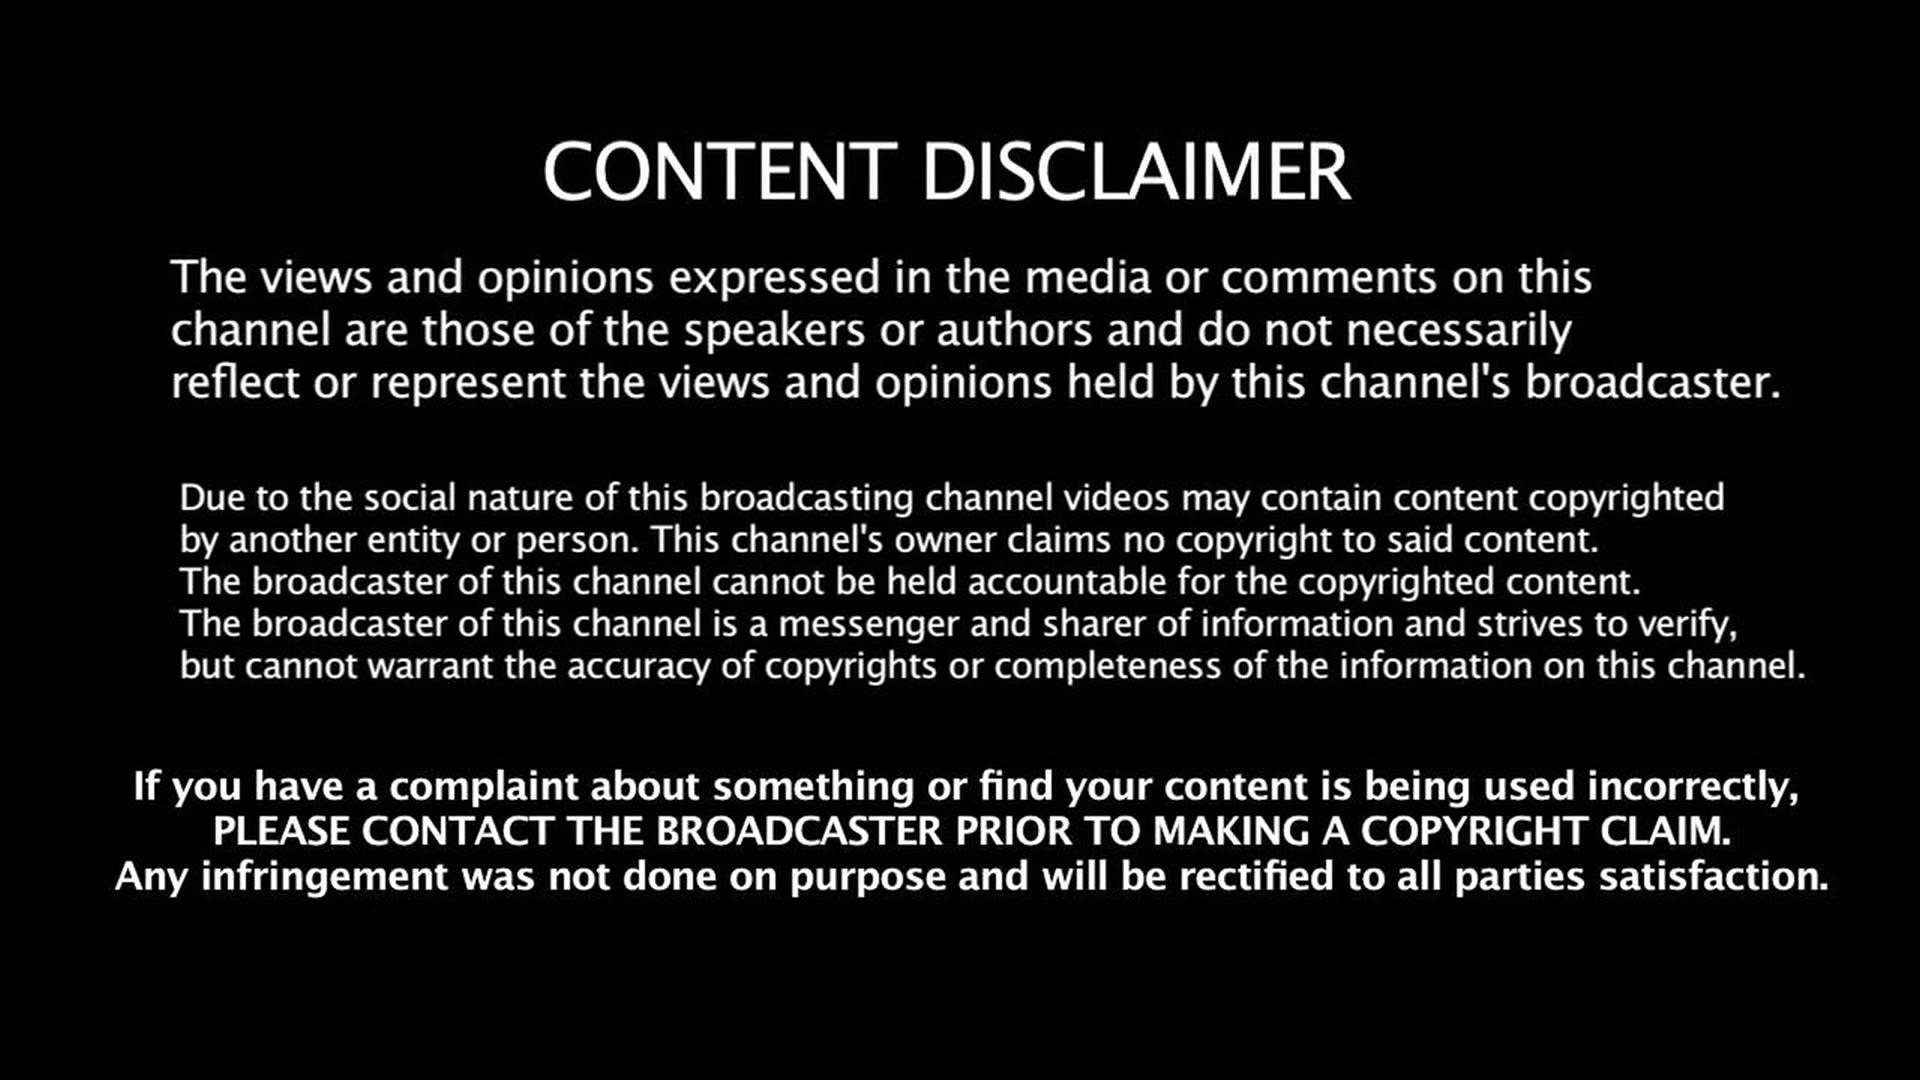 CONTENT DISCLAIMER
The views and opinions expressed in the media or comments on this
channel are those of the speakers or authors and do not necessarily
reflect or represent the views and opinions held by this channel's broadcaster.
Due to the social nature of this broadcasting channel videos may contain content copyrighted
by another entity or person. This channel's owner claims no copyright to said content.
The broadcaster of this channel cannot be held accountable for the copyrighted content.
The broadcaster of this channel is a messenger and sharer of information and strives to verify,
but cannot warrant the accuracy of copyrights or completeness of the information on this channel.
If you have a complaint about something or find your content is being used incorrectly,
PLEASE CONTACT THE BROADCASTER PRIOR TO MAKING A COPYRIGHT CLAIM.
Any infringement was not done on purpose and will be rectified to all parties satisfaction.